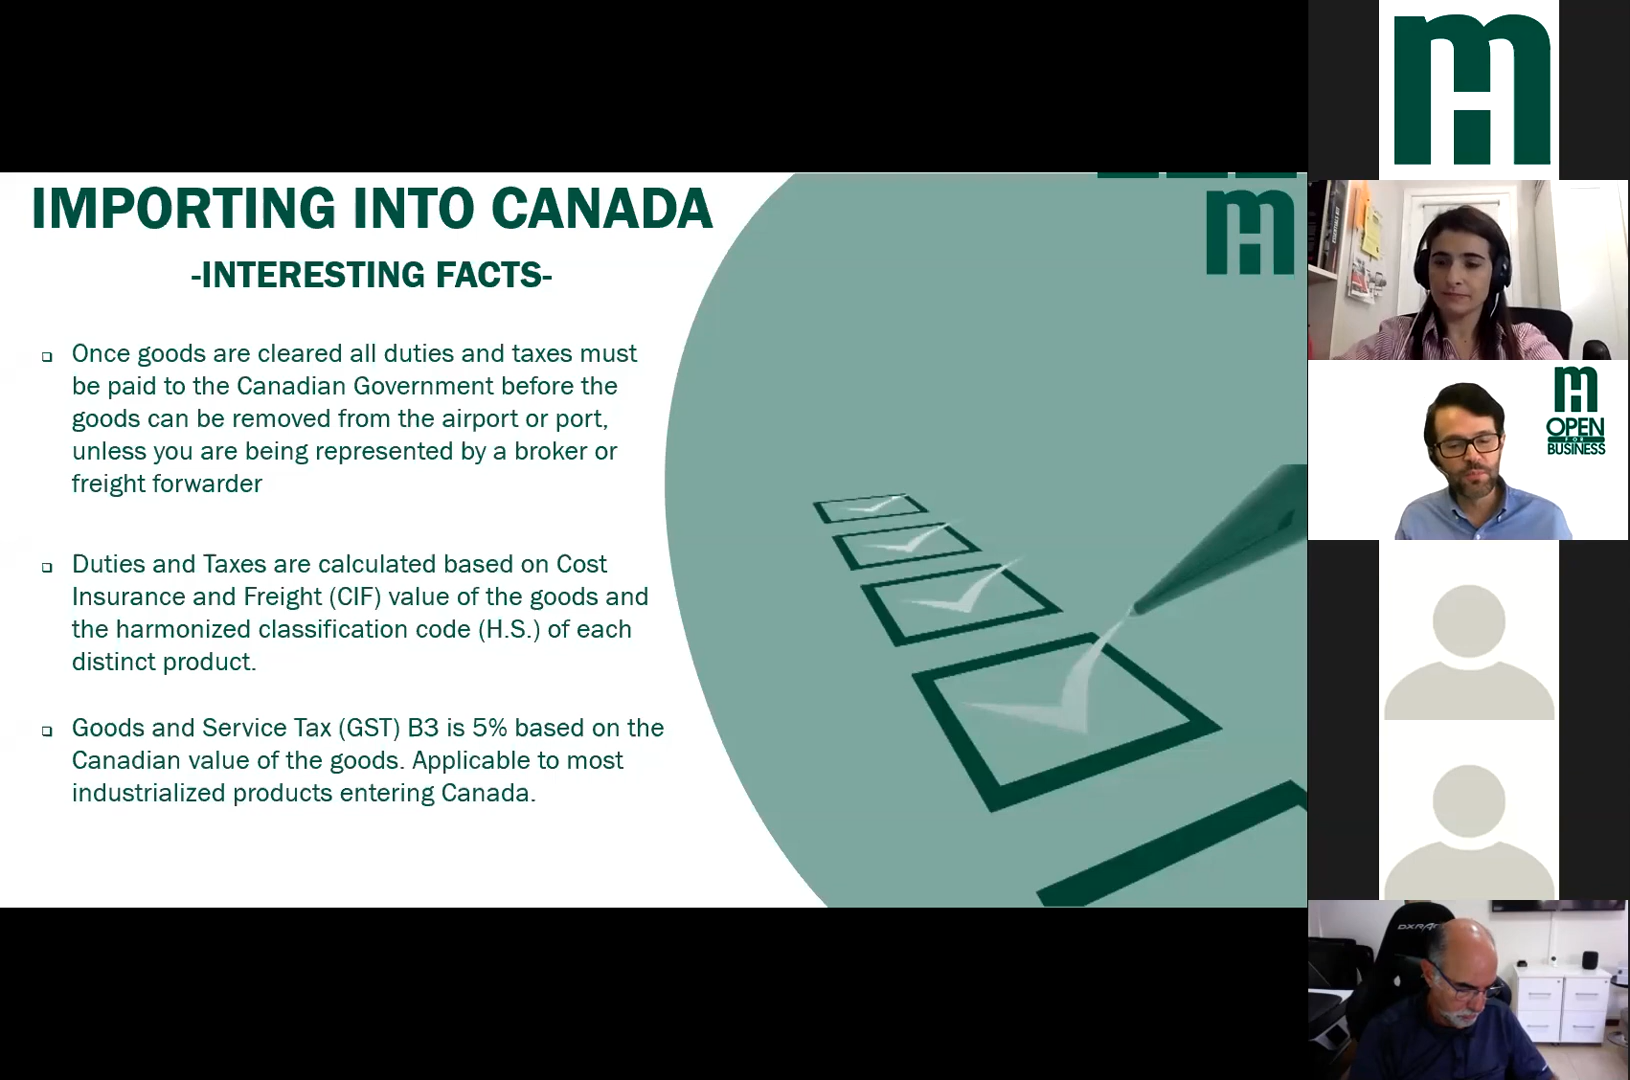 IMPORTING INTO CANADA
-INTERESTING FACTS-
❑ Once goods are cleared all duties and taxes must
be paid to the Canadian Government before the
goods can be removed from the airport or port,
unless you are being represented by a broker or
freight forwarder
❑ Duties and Taxes are calculated based on Cost
Insurance and Freight (CIF) value of the goods and
the harmonized classification code (H.S.) of each
distinct product.
❑ Goods and Service Tax (GST) B3 is 5% based on the
Canadian value of the goods. Applicable to most
industrialized products entering Canada.
mH
mH
mH
OPEN
FOR
BUSINESS